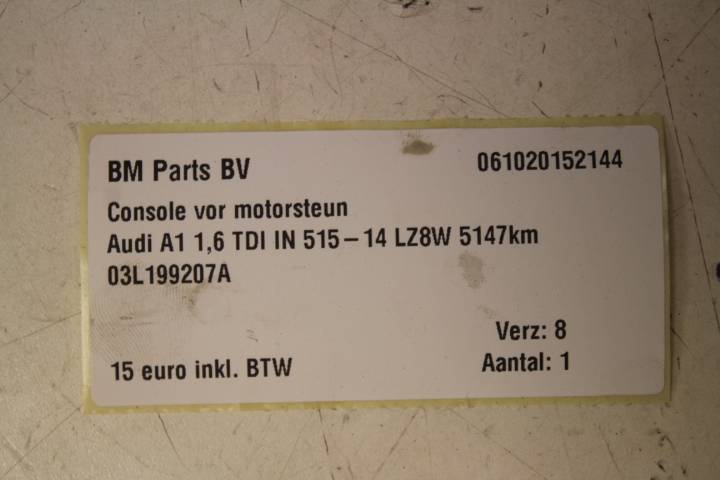 BM Parts BV
061020152144
Console vor motorsteun
Audi A1 1,6 TDI IN 515-14 LZ8W 5147km
03L199207A
Verz: 8
15 euro inkl. BTW
Aantal: 1